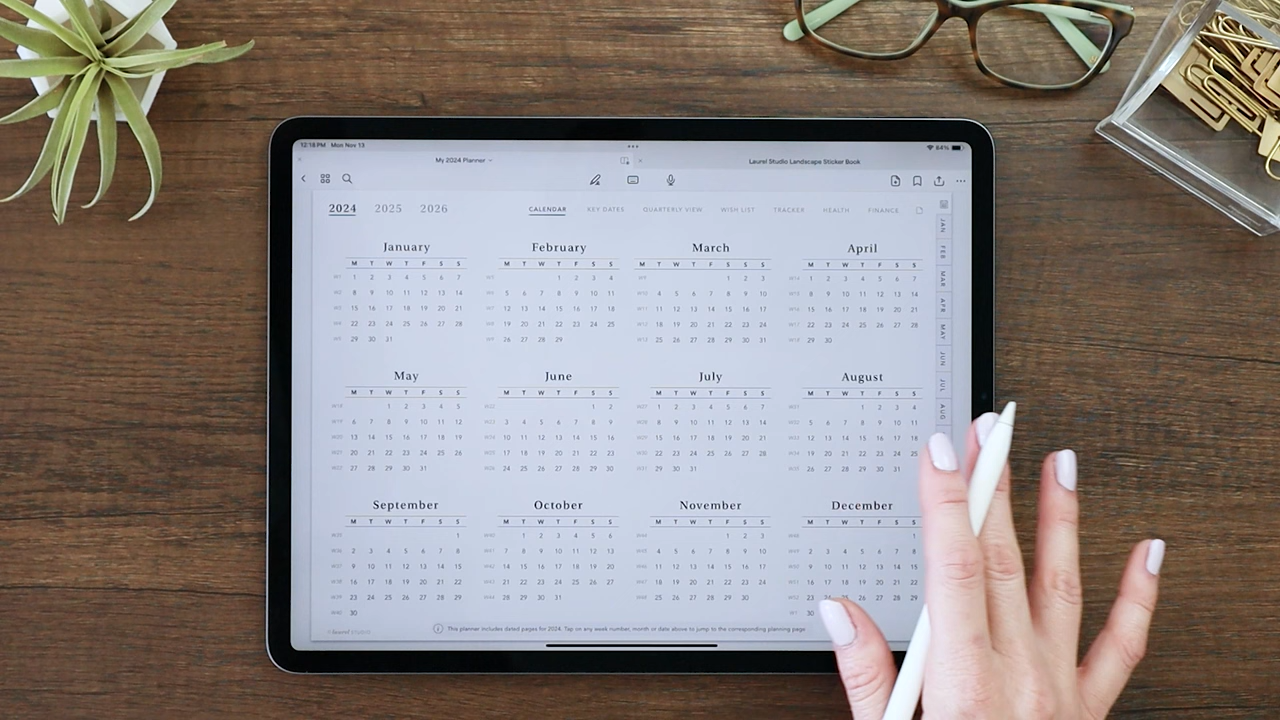 12:18 PM Mon Nov 13
84%
My 2024 Planner
Laurel Studio Landscape Sticker Book
2024 2025 2026
CALENDAR KEY DATES QUARTERLY VIEW WISH LIST TRACKER HEALTH FINANCE
January February March April
M T W T F S S M T W T F S S M T W T F S S M T W T F S S
1 2 3 4 5 6 7 1 2 3 4 1 2 3 1 2 3 4 5 6 7
8 9 10 11 12 13 14 5 6 7 8 9 10 11 4 5 6 7 8 9 10 8 9 10 11 12 13 14
15 16 17 18 19 20 21 12 13 14 15 16 17 18 11 12 13 14 15 16 17 15 16 17 18 19 20 21
22 23 24 25 26 27 28 19 20 21 22 23 24 25 18 19 20 21 22 23 24 22 23 24 25 26 27 28
29 30 31 26 27 28 29 25 26 27 28 29 30 31 29 30
May June July August
M T W T F S S M T W T F S S M T W T F S S M T W T F S S
1 2 3 4 5 1 2 1 2 3 4 5 6 7 1 2 3 4
6 7 8 9 10 11 12 3 4 5 6 7 8 9 8 9 10 11 12 13 14 5 6 7 8 9 10 11
13 14 15 16 17 18 19 10 11 12 13 14 15 16 15 16 17 18 19 20 21 12 13 14 15 16 17 18
20 21 22 23 24 25 26 17 18 19 20 21 22 23 22 23 24 25 26 27 28 19 20 21 22 23 24
27 28 29 30 31 24 25 26 27 28 29 30 29 30 31 26 27 28 29 30 31
September October November December
M T W T F S S M T W T F S S M T W T F S S M T W T F S S
1 1 2 3 4 5 6 1 2 3 1
2 3 4 5 6 7 8 7 8 9 10 11 12 13 4 5 6 7 8 9 10 2 3 4 5 6 7 8
9 10 11 12 13 14 15 14 15 16 17 18 19 20 11 12 13 14 15 16 17 9 10 11 12 13 14 15
16 17 18 19 20 21 22 21 22 23 24 25 26 27 18 19 20 21 22 23 24 16 17 18 19 20 21 22
23 24 25 26 27 28 29 28 29 30 31 25 26 27 28 29 30 23 24 25 26 27 28 29
30 30
This planner includes dated pages for 2024. Tap on any week number, month or date above to jump to the corresponding planning page
JAN
FEB
MAR
APR
MAY
JUN
JUL
AUG